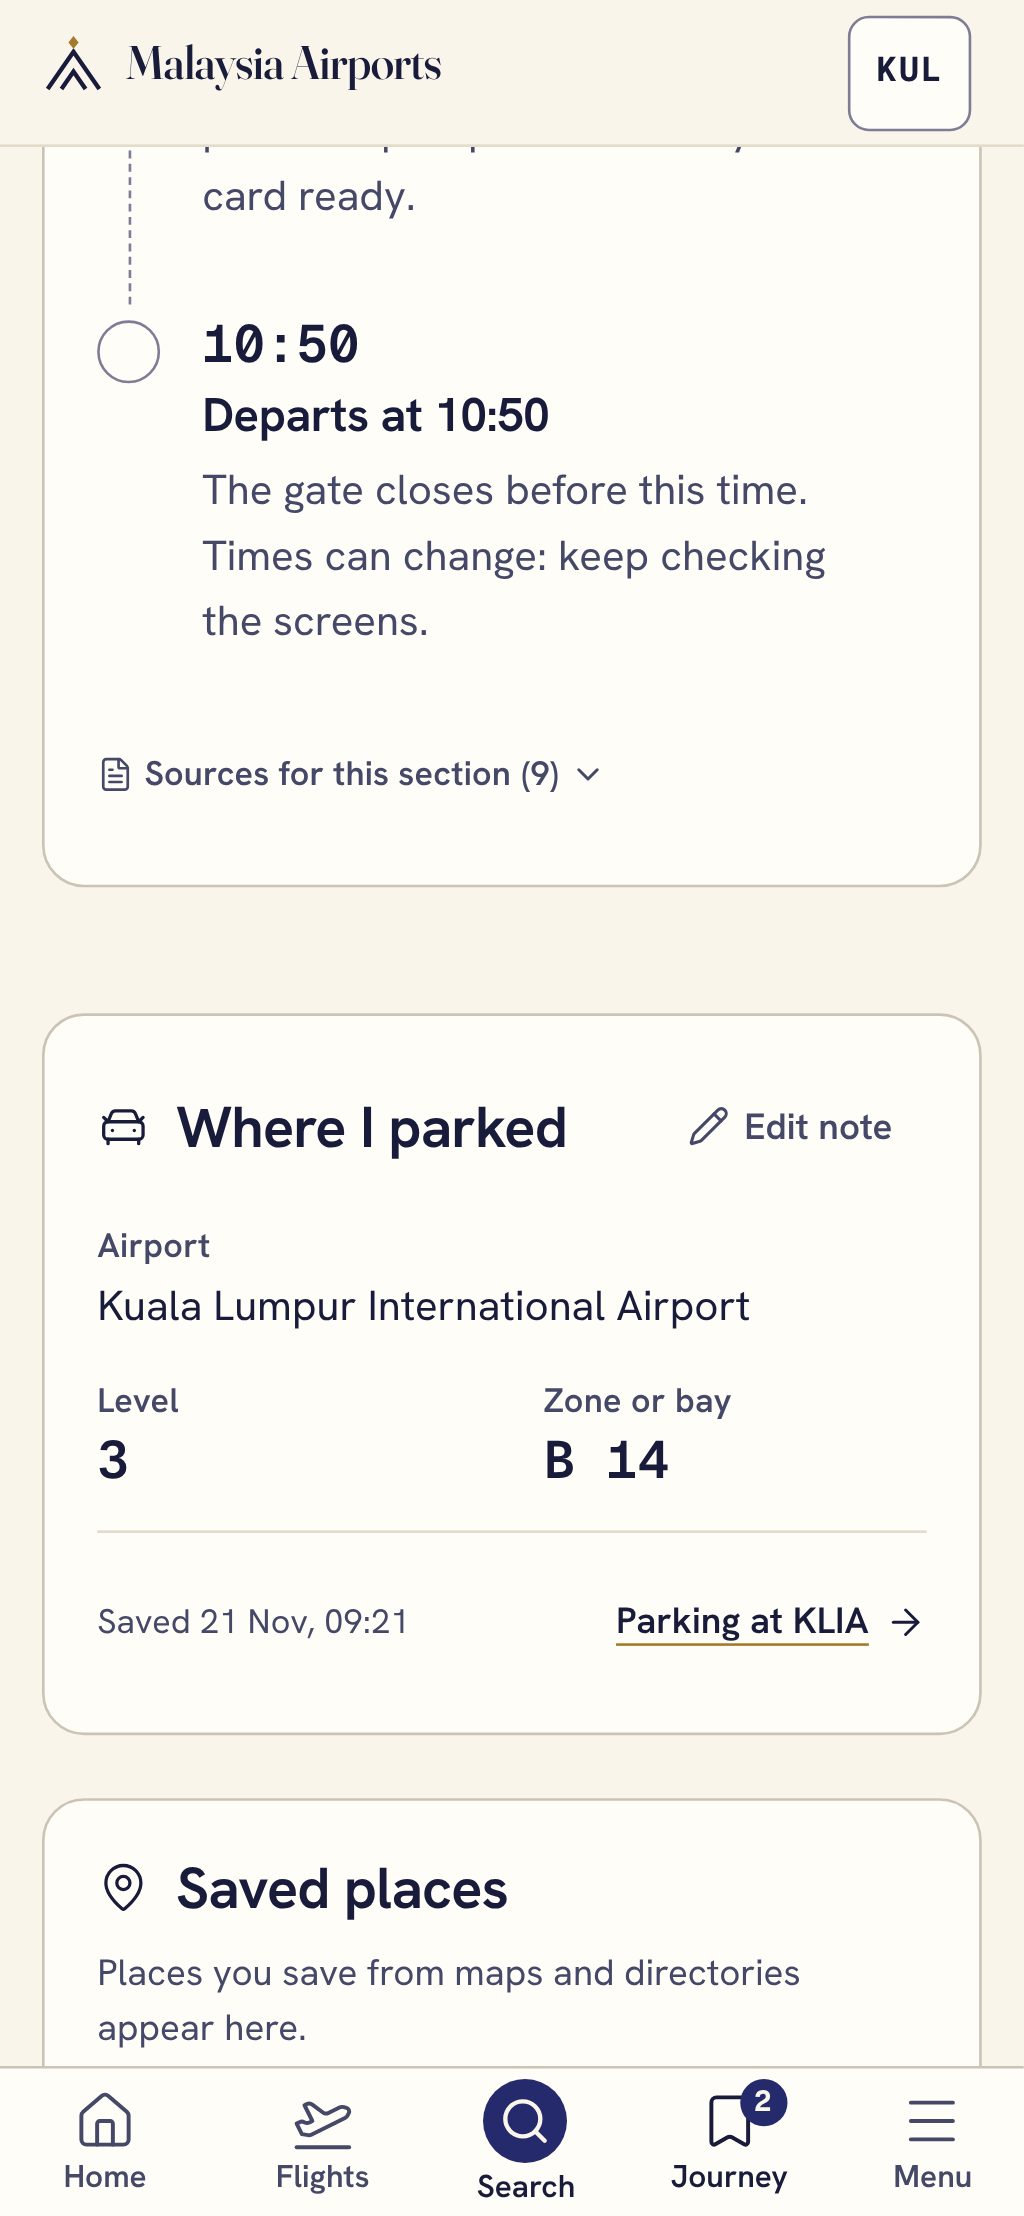 Malaysia Airports
KUL
card ready.
10:50
Departs at 10:50
The gate closes before this time.
Times can change: keep checking
the screens.
Sources for this section (9)
Where I parked
Edit note
Airport
Kuala Lumpur International Airport
Level
Zone or bay
3
B 14
Saved 21 Nov, 09:21
Parking at KLIA
Saved places
Places you save from maps and directories
appear here.
2
Home
Flights
Search
Journey
Menu